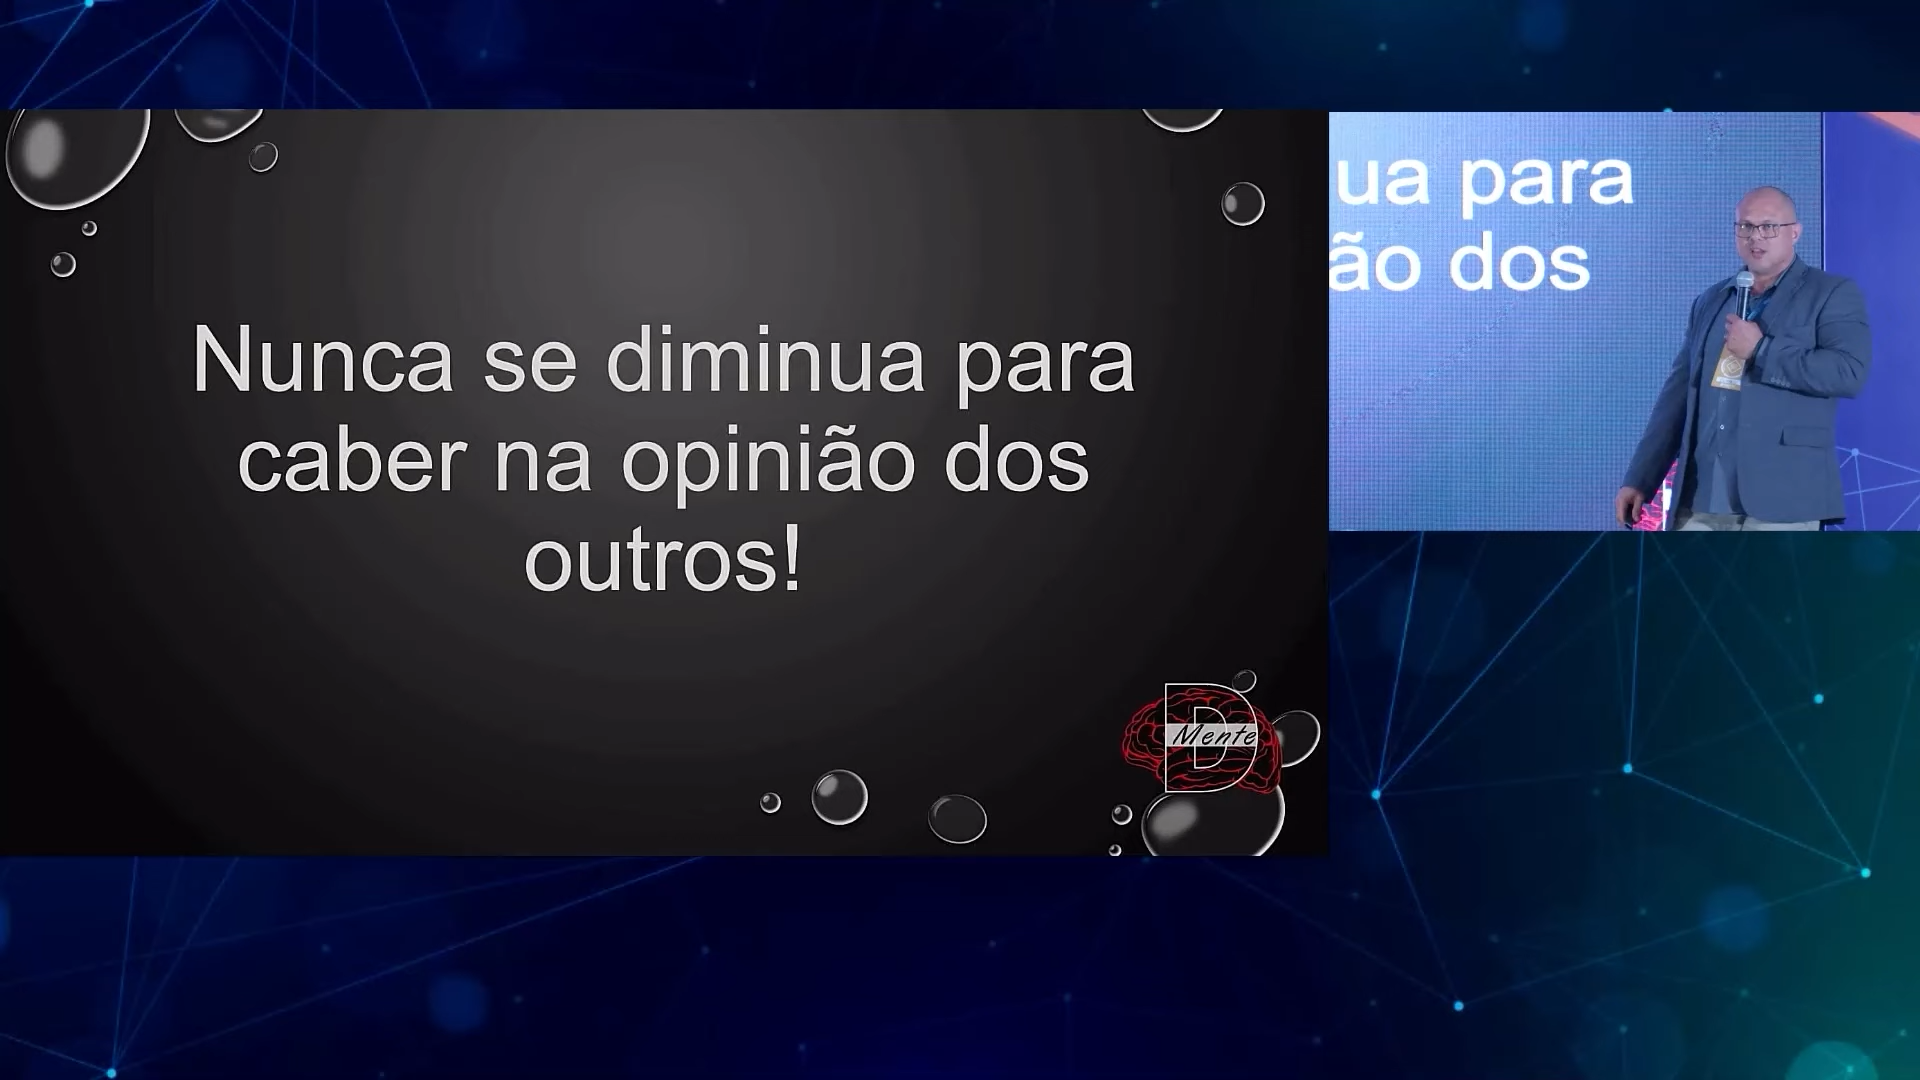 Nunca se diminua para
caber na opinião dos
outros!
D
Mente
ua para
ão dos